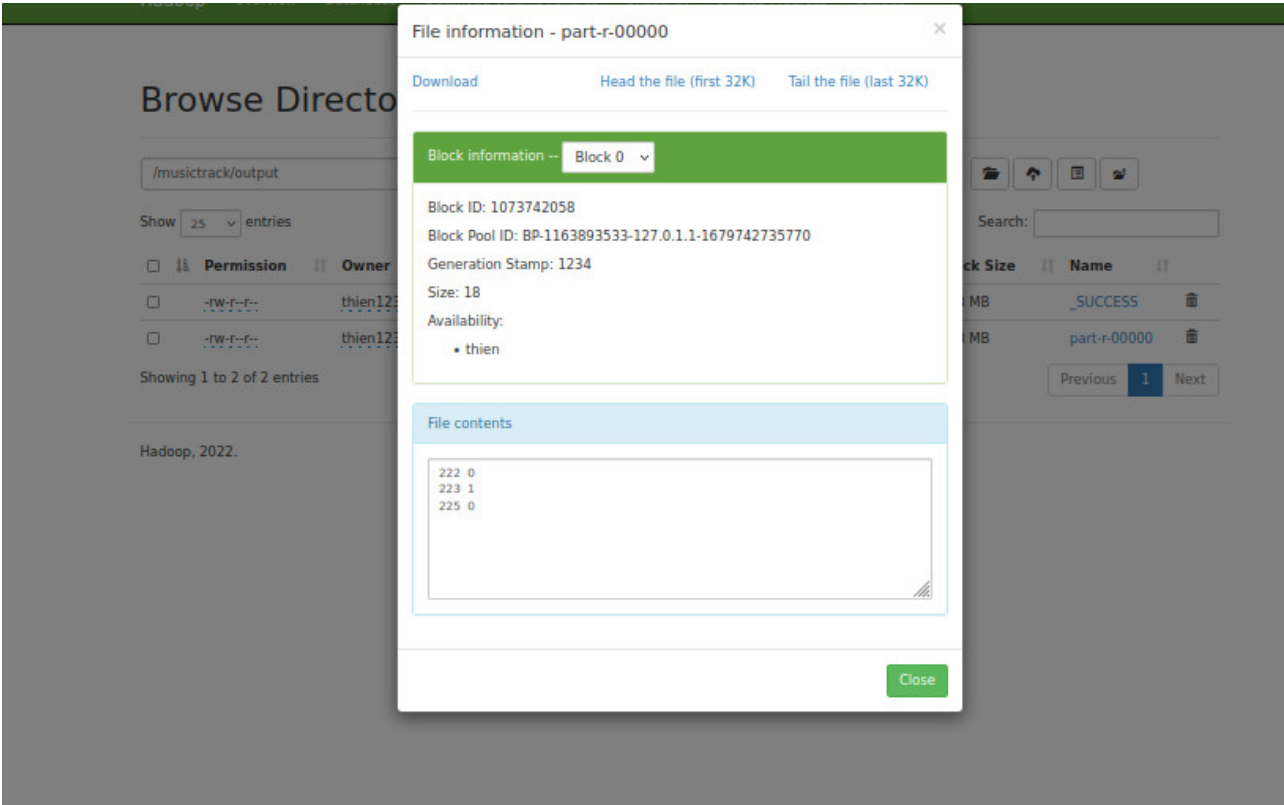 Hadoop
File information - part-r-00000 ×
Download Head the file (first 32K) Tail the file (last 32K)
Browse Directo
Block information -- Block 0
/musictrack/output
Show 25 entries
Search:
Block ID: 1073742058
Block Pool ID: BP-1163893533-127.0.1.1-1679742735770
Generation Stamp: 1234
Size: 18
Availability:
• thien
Permission Owner ck Size Name
-rw-r--r-- thien123 MB _SUCCESS
-rw-r--r-- thien123 MB part-r-00000
Showing 1 to 2 of 2 entries
Previous 1 Next
File contents
222 0
223 1
225 0
Hadoop, 2022.
Close